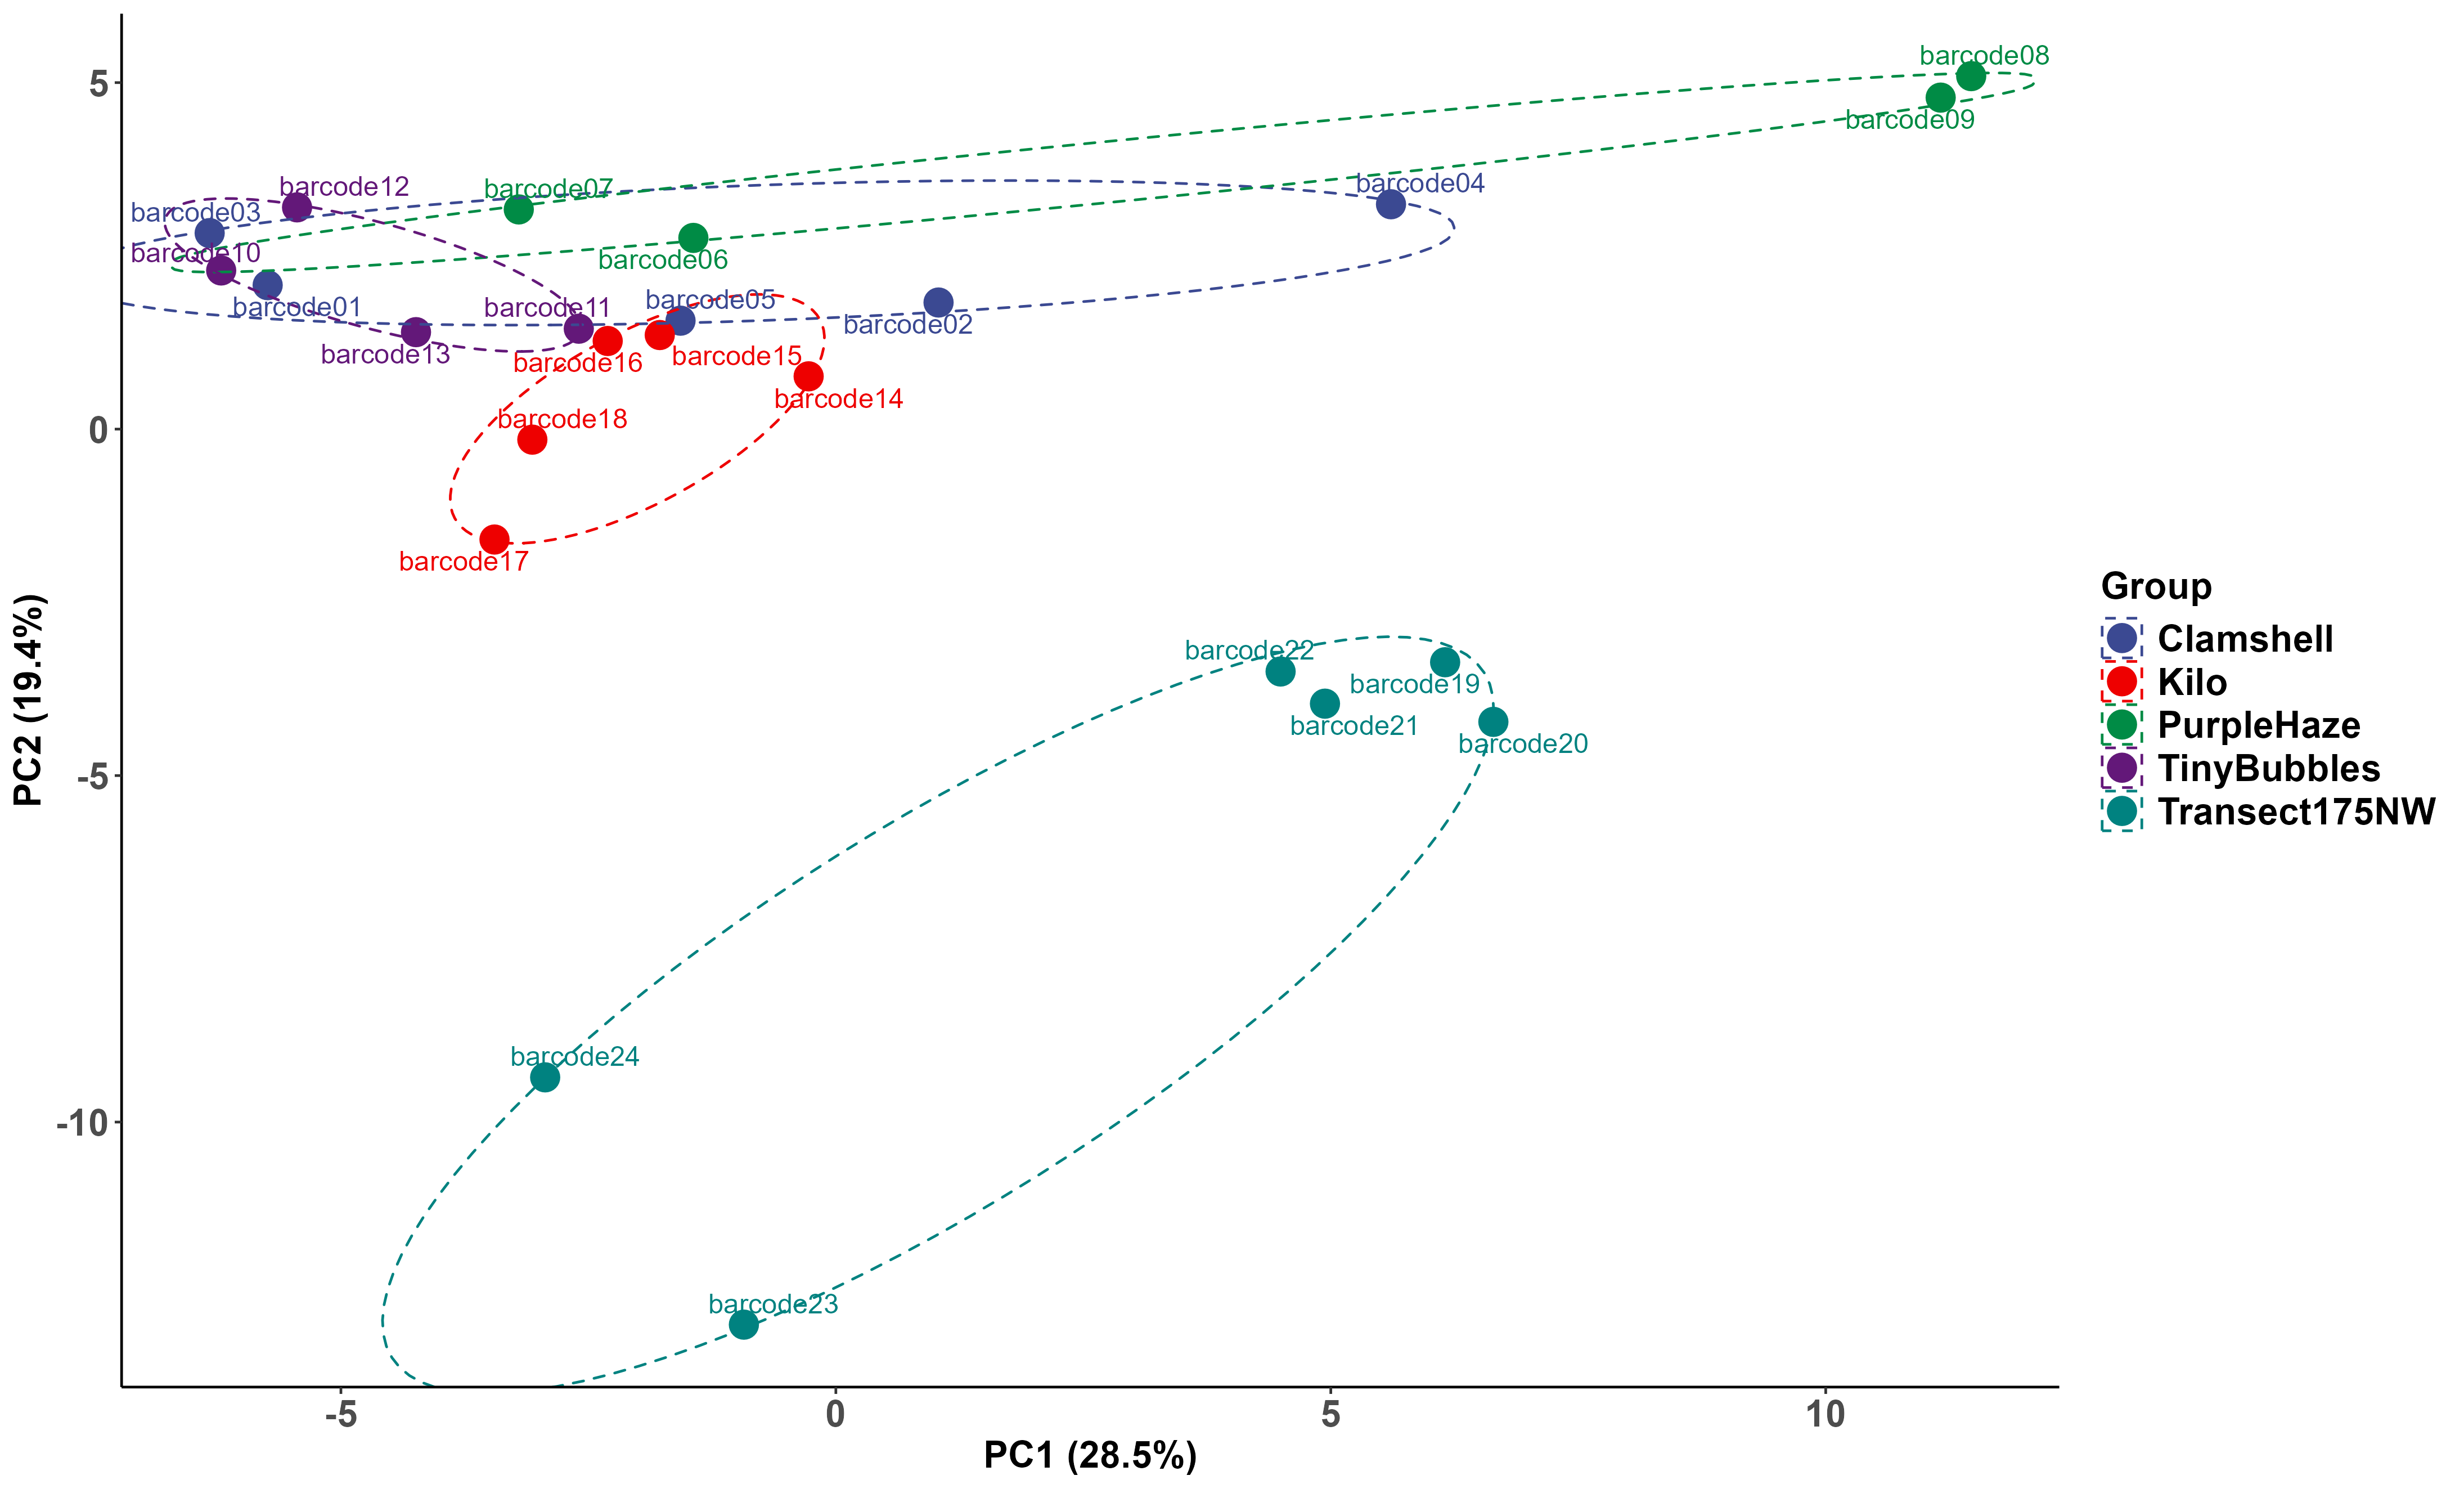 barcode08
5
barcode09
barcode12
barcode07
barcode04
barcode03
barcode10
barcode06
barcode01
barcode11
barcode05
barcode02
barcode13
barcode16
barcode15
barcode14
barcode18
0
barcode17
Group
Clamshell
Kilo
PurpleHaze
TinyBubbles
Transect175NW
barcode22
barcode19
barcode21
barcode20
-5
PC2 (19.4%)
barcode24
-10
barcode23
-5
0
5
10
PC1 (28.5%)